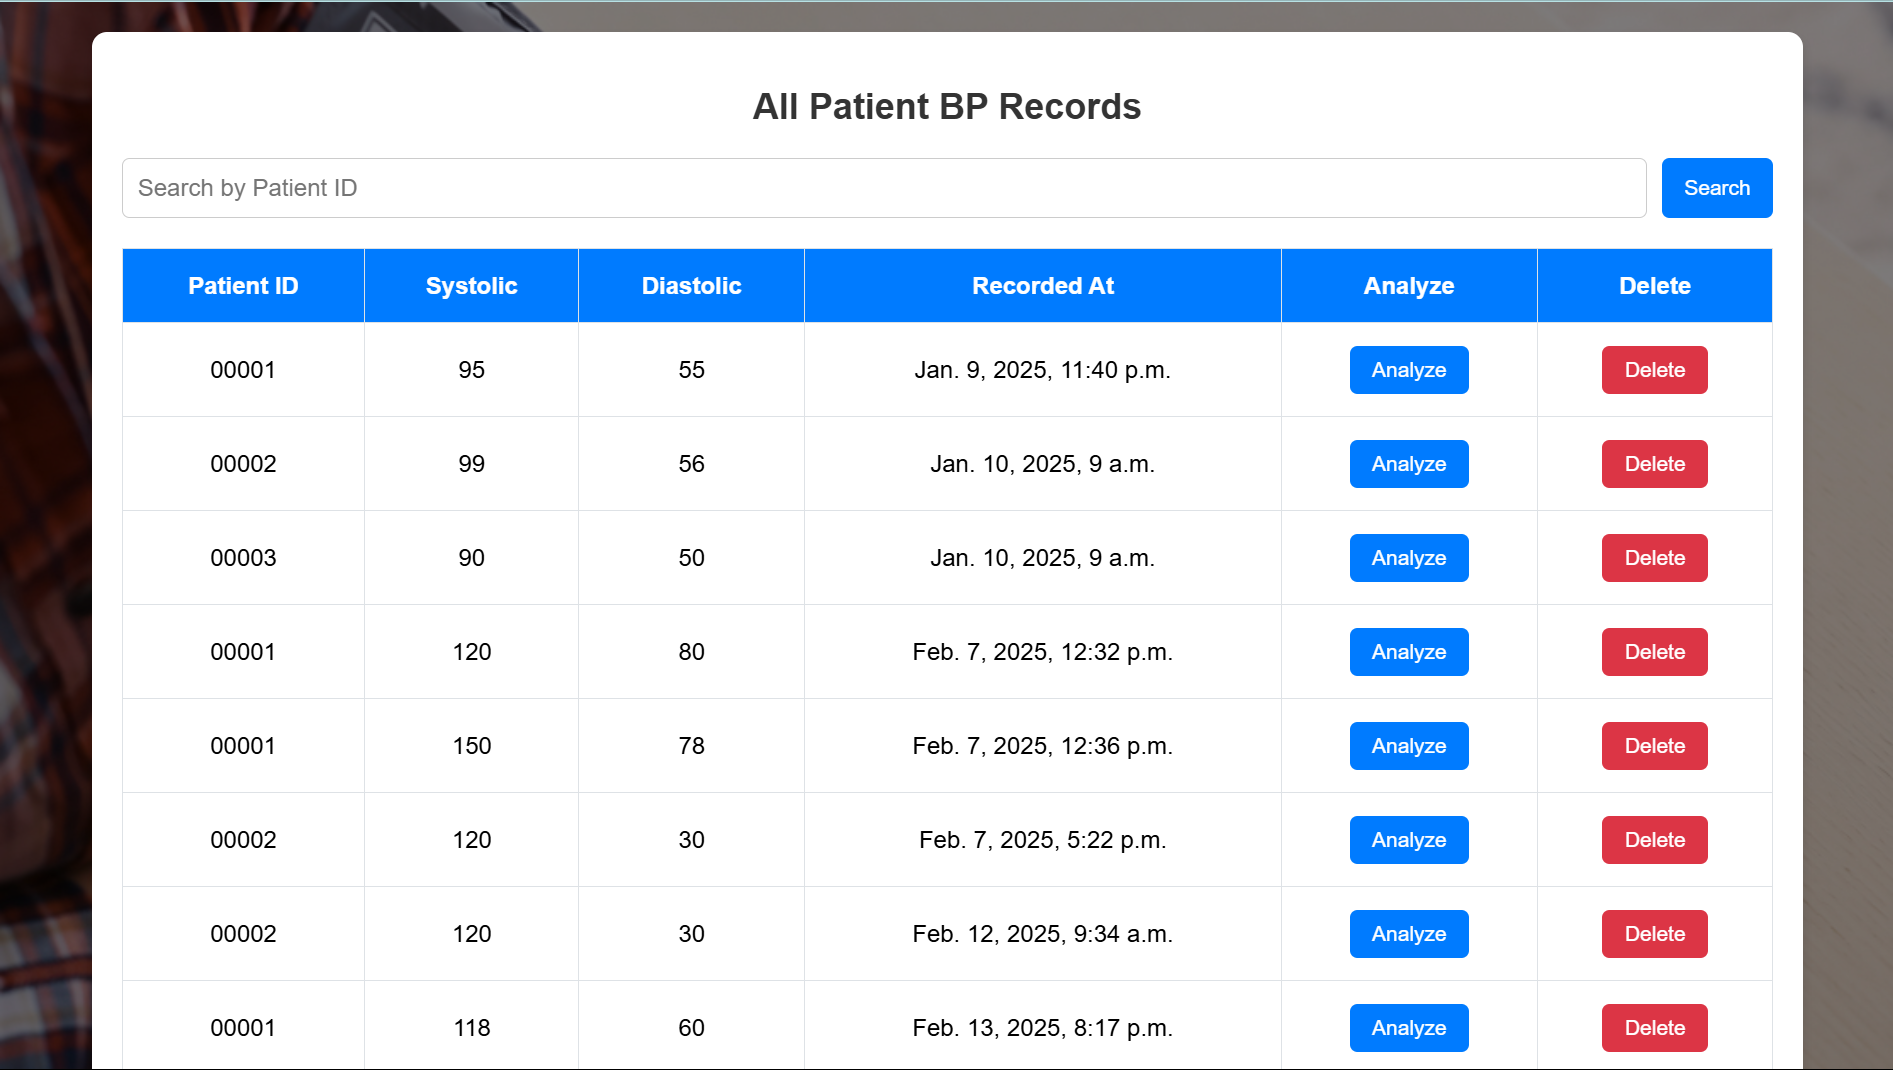 All Patient BP Records
Search by Patient ID Search
Patient ID Systolic Diastolic Recorded At Analyze Delete
00001 95 55 Jan. 9, 2025, 11:40 p.m. Analyze Delete
00002 99 56 Jan. 10, 2025, 9 a.m. Analyze Delete
00003 90 50 Jan. 10, 2025, 9 a.m. Analyze Delete
00001 120 80 Feb. 7, 2025, 12:32 p.m. Analyze Delete
00001 150 78 Feb. 7, 2025, 12:36 p.m. Analyze Delete
00002 120 30 Feb. 7, 2025, 5:22 p.m. Analyze Delete
00002 120 30 Feb. 12, 2025, 9:34 a.m. Analyze Delete
00001 118 60 Feb. 13, 2025, 8:17 p.m. Analyze Delete